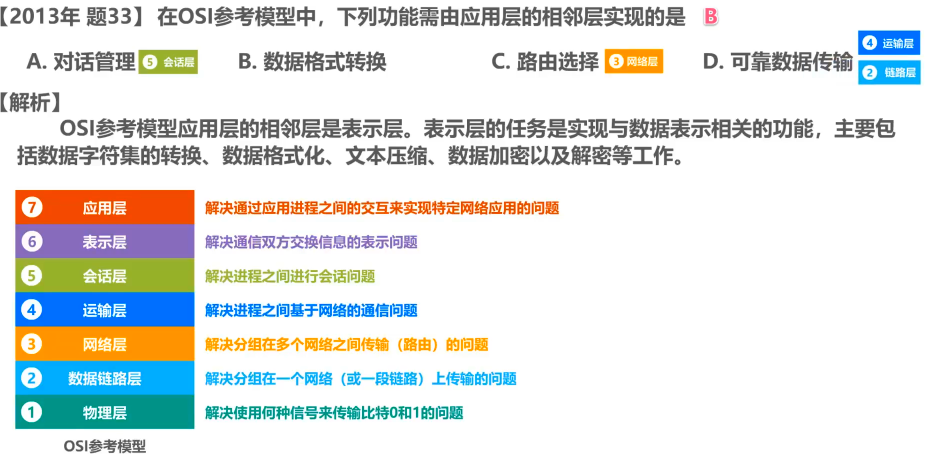 【2013年 题33】 在OSI参考模型中，下列功能需由应用层的相邻层实现的是 B
A. 对话管理 5 会话层 B. 数据格式转换 C. 路由选择 3 网络层 D. 可靠数据传输 4 运输层 2 链路层
【解析】
OSI参考模型应用层的相邻层是表示层。表示层的任务是实现与数据表示相关的功能，主要包
括数据字符集的转换、数据格式化、文本压缩、数据加密以及解密等工作。
7 应用层 解决通过应用进程之间的交互来实现特定网络应用的问题
6 表示层 解决通信双方交换信息的表示问题
5 会话层 解决进程之间进行会话问题
4 运输层 解决进程之间基于网络的通信问题
3 网络层 解决分组在多个网络之间传输（路由）的问题
2 数据链路层 解决分组在一个网络（或一段链路）上传输的问题
1 物理层 解决使用何种信号来传输比特0和1的问题
OSI参考模型